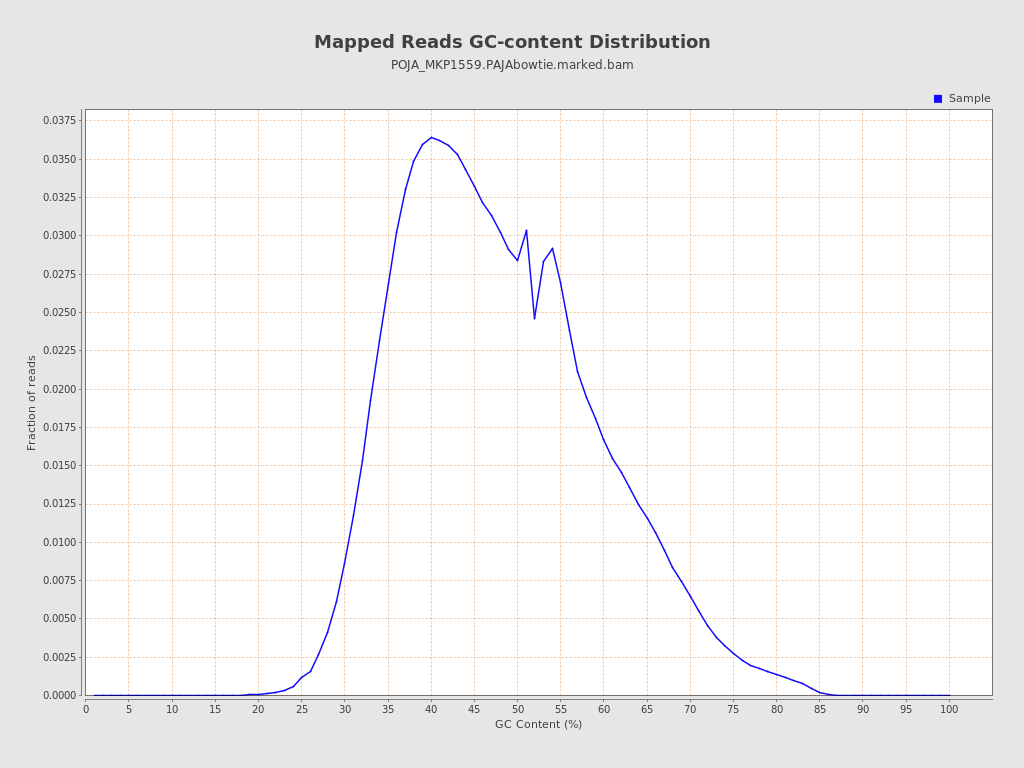 Mapped Reads GC-content Distribution
POJA_MKP1559.PAJAbowtie.marked.bam
Sample
0.0375
0.0350
0.0325
0.0300
0.0275
0.0250
0.0225
0.0200
0.0175
0.0150
0.0125
0.0100
0.0075
0.0050
0.0025
0.0000
Fraction of reads
0 5 10 15 20 25 30 35 40 45 50 55 60 65 70 75 80 85 90 95 100
GC Content (%)